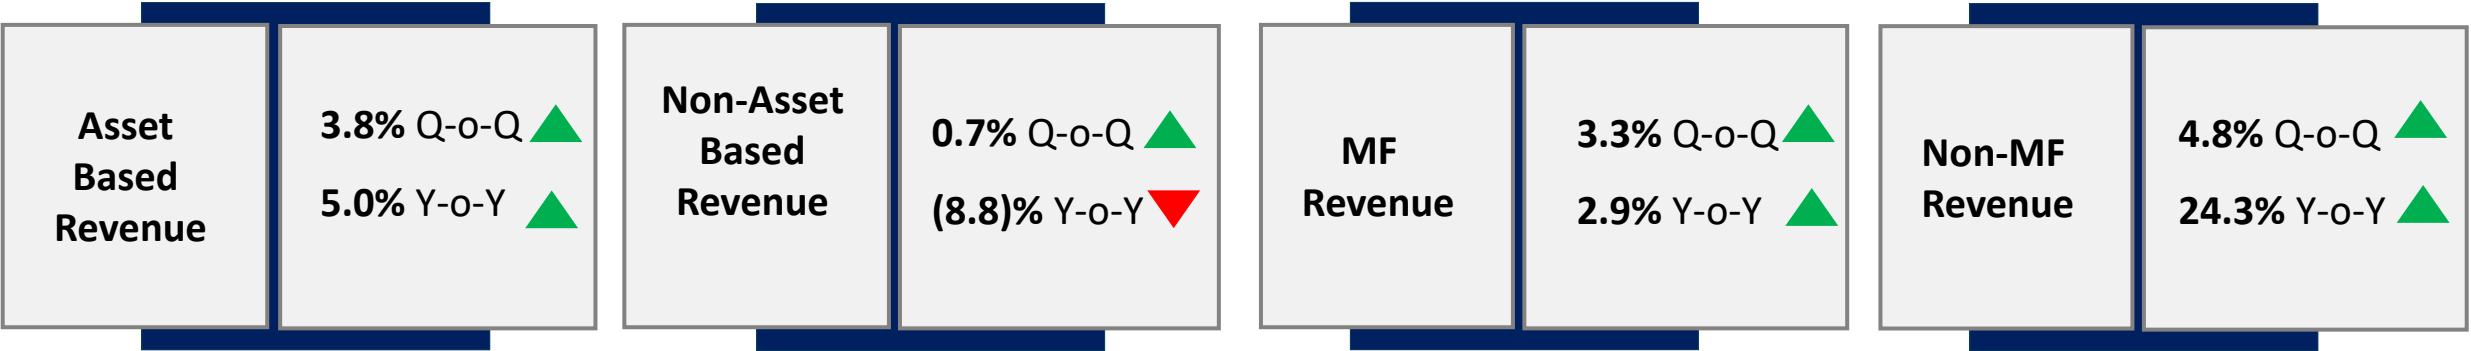 Asset
Based
Revenue
3.8% Q-o-Q
5.0% Y-o-Y
Non-Asset
Based
Revenue
0.7% Q-o-Q
(8.8)% Y-o-Y
MF
Revenue
3.3% Q-o-Q
2.9% Y-o-Y
Non-MF
Revenue
4.8% Q-o-Q
24.3% Y-o-Y